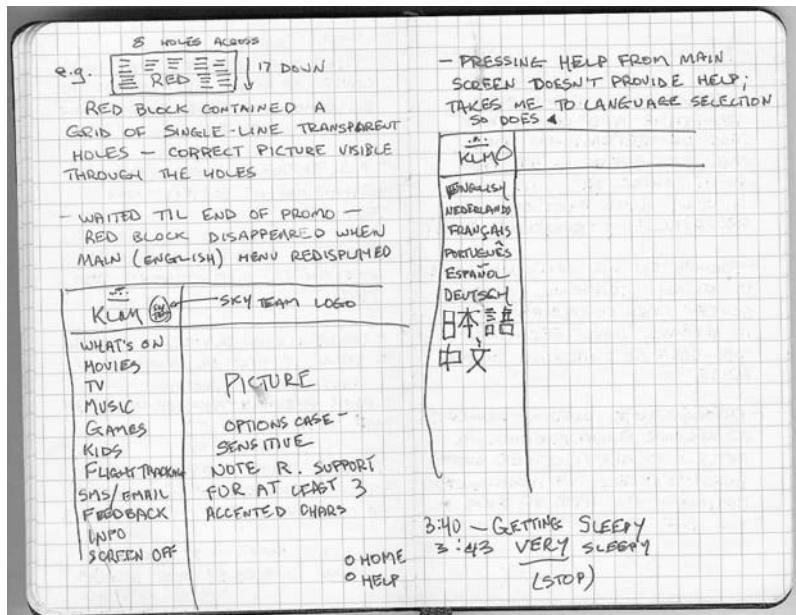 8 HOLES ACROSS
e.g.
RED
17 DOWN
RED BLOCK CONTAINED A
GRID OF SINGLE-LINE TRANSPARENT
HOLES — CORRECT PICTURE VISIBLE
THROUGH THE HOLES
- WAITED TIL END OF PROMO —
RED BLOCK DISAPPEARED WHEN
MAIN (ENGLISH) MENU REDISPLAYED
KLM
SKY TEAM LOGO
WHAT'S ON
MOVIES
TV
MUSIC
GAMES
KIDS
FLIGHT TRACKING
SMS/EMAIL
FEEDBACK
INFO
SCREEN OFF
PICTURE
OPTIONS CASE-
SENSITIVE
NOTE R. SUPPORT
FOR AT LEAST 3
ACCENTED CHARS
HOME
HELP
- PRESSING HELP FROM MAIN
SCREEN DOESN'T PROVIDE HELP;
TAKES ME TO LANGUAGE SELECTION
SO DOES
KLM
ENGLISH
NEDERLANDS
FRANÇAIS
PORTUGUÊS
ESPAÑOL
DEUTSCH
日本語
中文
3:40 — GETTING SLEEPY
3:43 VERY SLEEPY
(STOP)